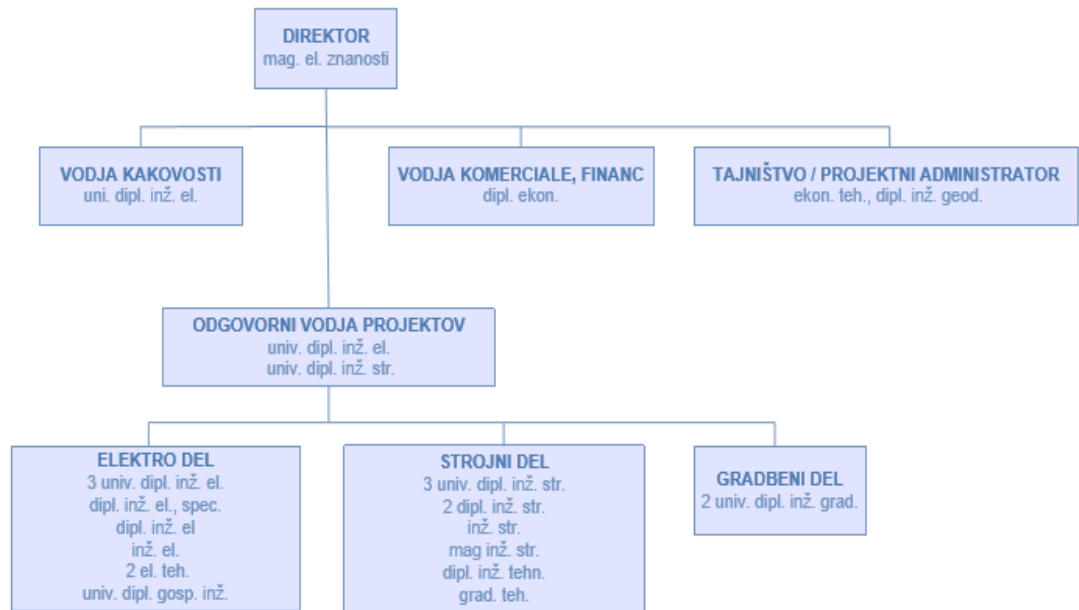 DIREKTOR
mag. el. znanosti
VODJA KAKOVOSTI
uni. dipl. inž. el.
VODJA KOMERCIALE, FINANC
dipl. ekon.
TAJNIŠTVO / PROJEKTNI ADMINISTRATOR
ekon. teh., dipl. inž. geod.
ODGOVORNI VODJA PROJEKTOV
univ. dipl. inž. el.
univ. dipl. inž. str.
ELEKTRO DEL
3 univ. dipl. inž. el.
dipl. inž. el., spec.
dipl. inž. el
inž. el.
2 el. teh.
univ. dipl. gosp. inž.
STROJNI DEL
3 univ. dipl. inž. str.
2 dipl. inž. str.
inž. str.
mag inž. str.
dipl. inž. tehn.
grad. teh.
GRADBENI DEL
2 univ. dipl. inž. grad.